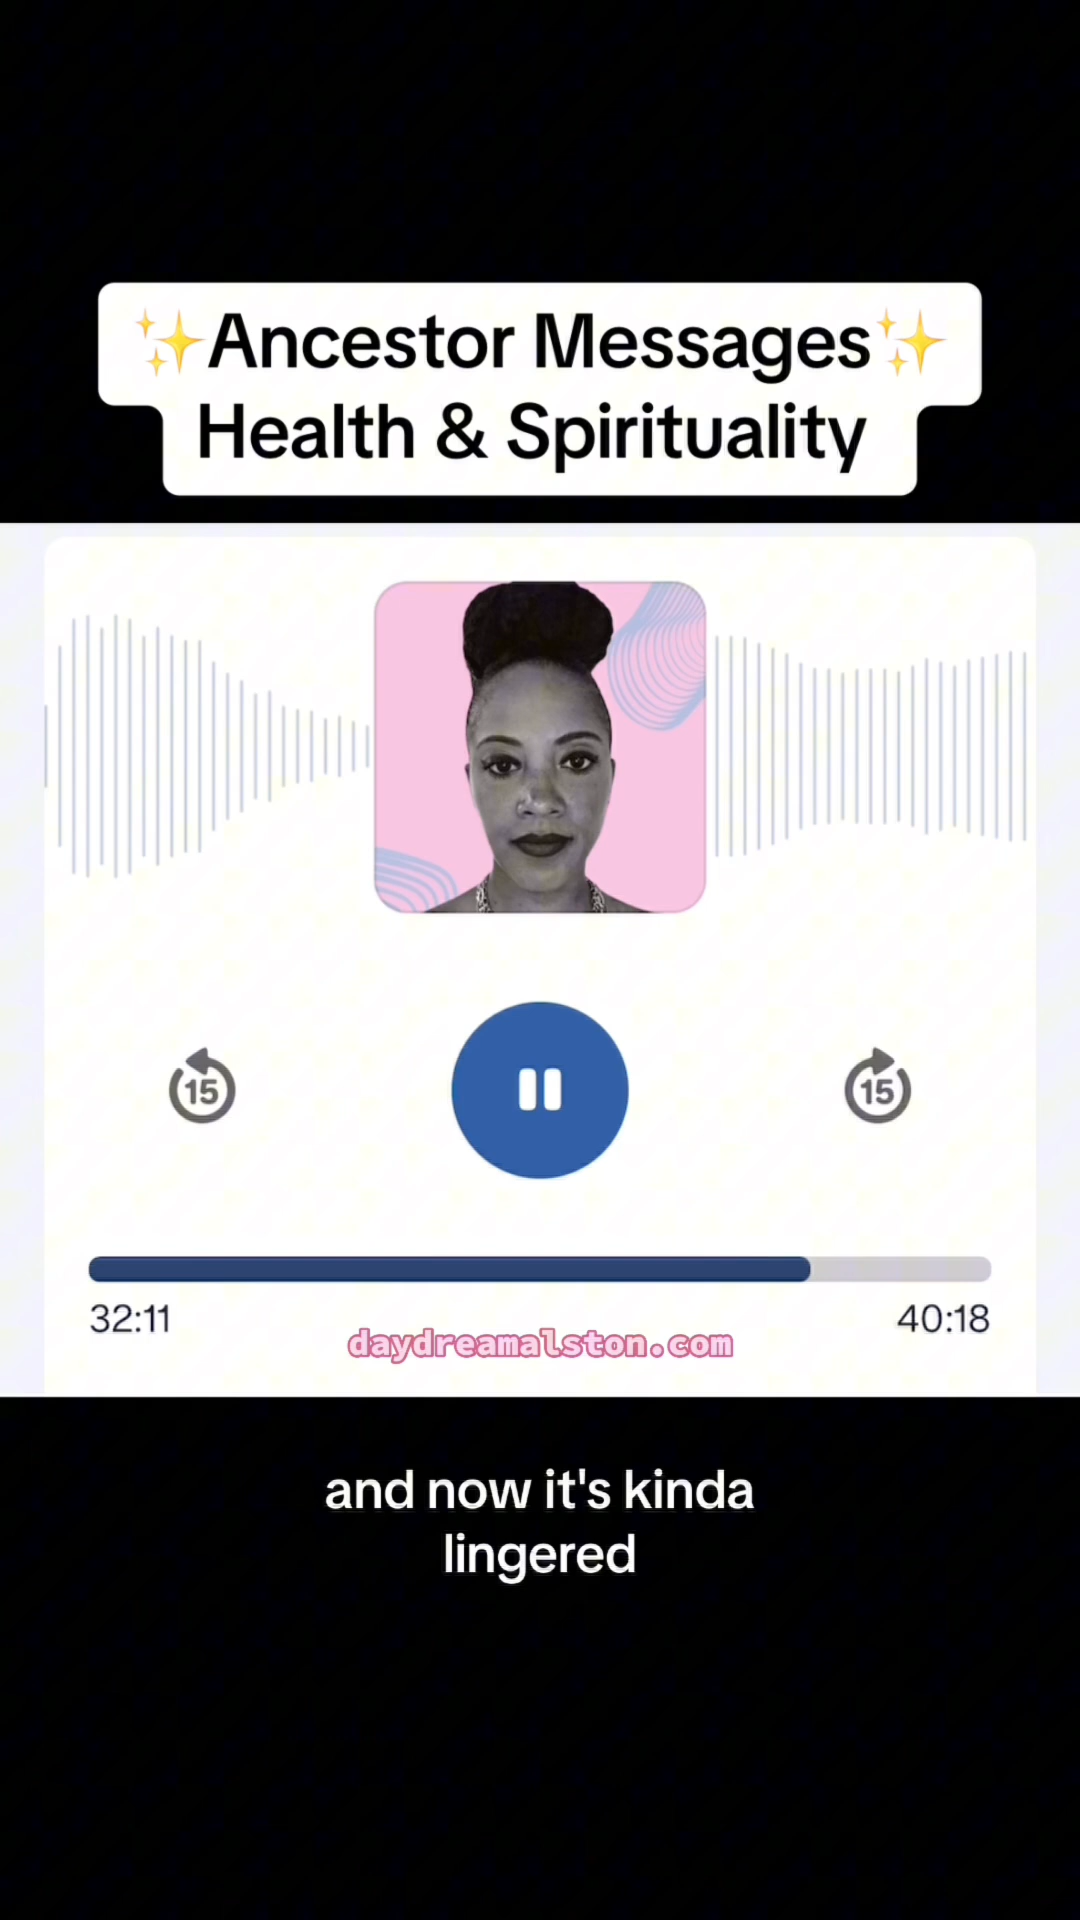 ✨Ancestor Messages✨
Health & Spirituality
15
15
32:11
40:18
daydreamalston.com
and now it's kinda
lingered